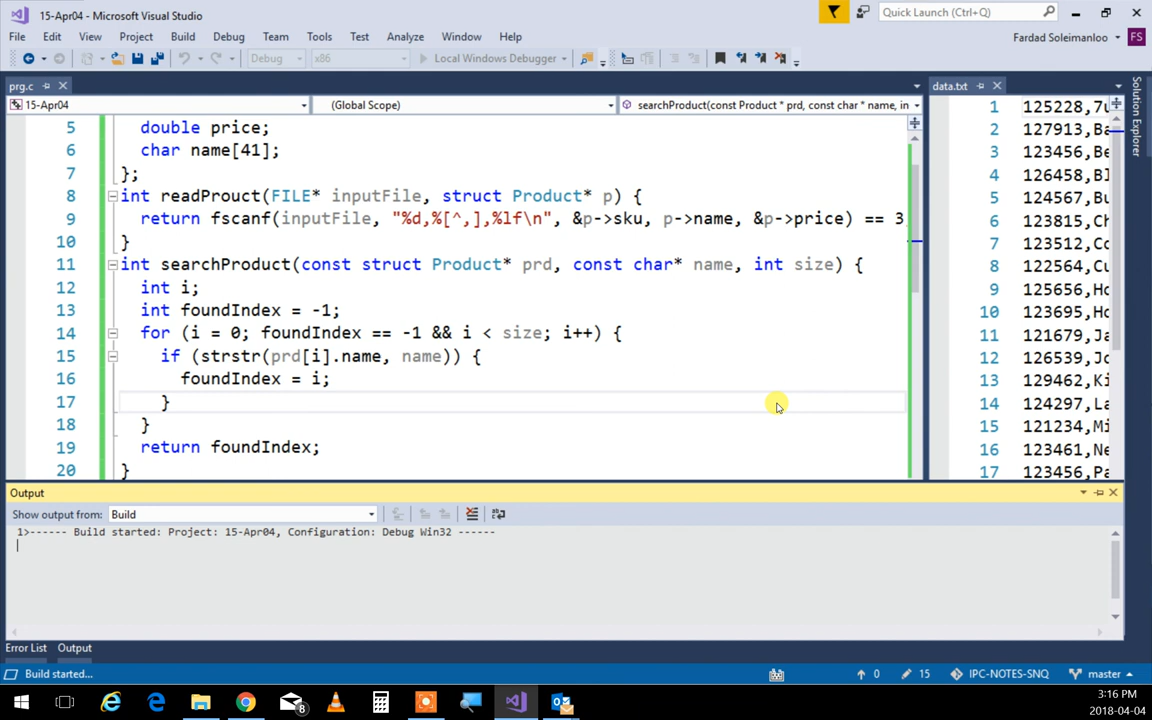 15-Apr04 - Microsoft Visual Studio
Quick Launch (Ctrl+Q)
File Edit View Project Build Debug Team Tools Test Analyze Window Help
Fardad Soleimanloo FS
Debug x86 Local Windows Debugger
prg.c
15-Apr04 (Global Scope) searchProduct(const Product * prd, const char * name, in
5 double price;
6 char name[41];
7 };
8 int readProuct(FILE* inputFile, struct Product* p) {
9 return fscanf(inputFile, "%d,%[^,],%lf\n", &p->sku, p->name, &p->price) == 3
10 }
11 int searchProduct(const struct Product* prd, const char* name, int size) {
12 int i;
13 int foundIndex = -1;
14 for (i = 0; foundIndex == -1 && i < size; i++) {
15 if (strstr(prd[i].name, name)) {
16 foundIndex = i;
17 }
18 }
19 return foundIndex;
20 }
data.txt
1 125228,7u
2 127913,Ba
3 123456,Be
4 126458,Bl
5 124567,Bu
6 123815,Ch
7 123512,Co
8 122564,Cu
9 125656,Ho
10 123695,Ho
11 121679,Ja
12 126539,Jo
13 129462,Ki
14 124297,La
15 121234,Mi
16 123461,Ne
17 123456,Pa
Solution Explorer
Output
Show output from: Build
1>------ Build started: Project: 15-Apr04, Configuration: Debug Win32 ------
Error List Output
Build started... 0 15 IPC-NOTES-SNQ master
8
3:16 PM
2018-04-04